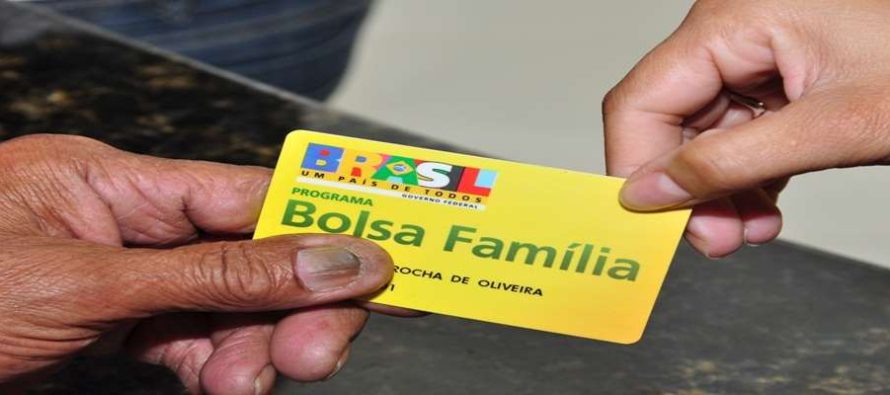 BRASIL
UM PAÍS DE TODOS
GOVERNO FEDERAL
PROGRAMA
Bolsa Família
ROCHA DE OLIVEIRA